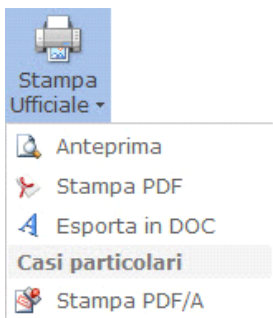 Stampa
Ufficiale
Anteprima
Stampa PDF
Esporta in DOC
Casi particolari
Stampa PDF/A